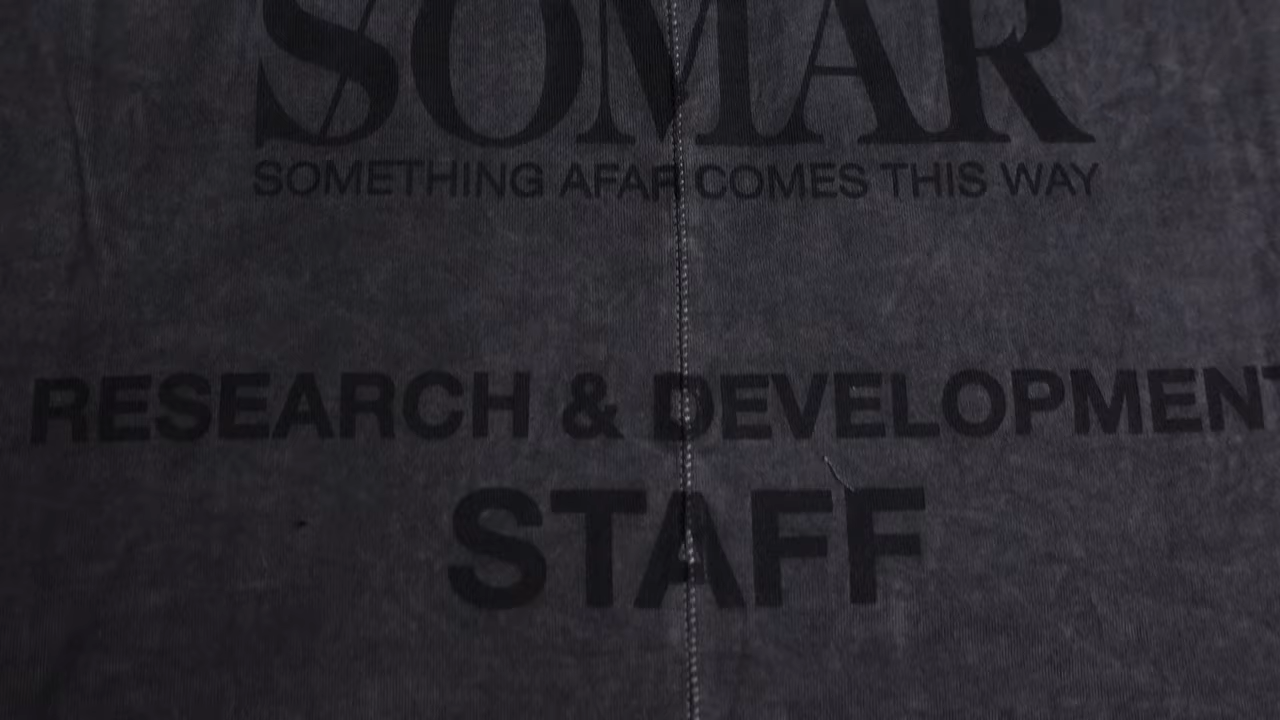 SOMAR
SOMETHING AFAR COMES THIS WAY
RESEARCH & DEVELOPMENT
STAFF